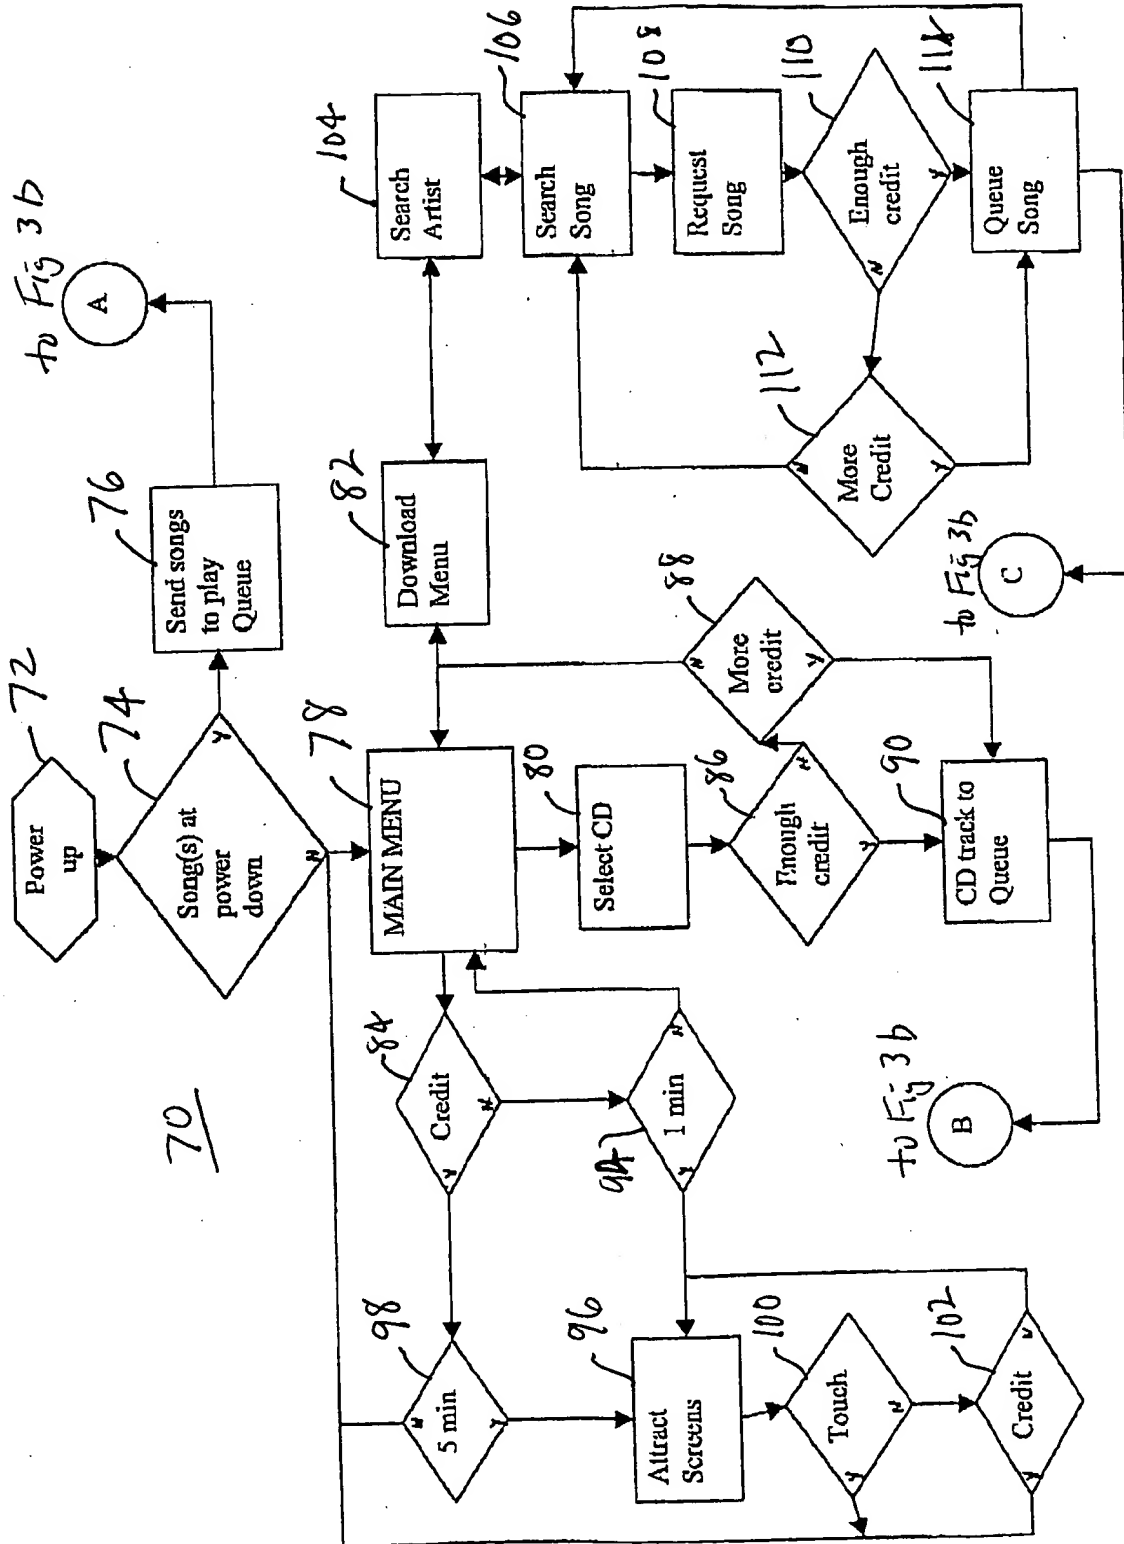 70
72
Power
up
74
Song(s) at
power
down
Y
N
76
Send songs
to play
Queue
to Fig 3b
A
78
MAIN MENU
82
Download
Menu
104
Search
Artist
84
Credit
Y
N
98
5 min
N
Y
94
1 min
Y
N
96
Attract
Screens
100
Touch
Y
N
102
Credit
Y
N
80
Select CD
86
Enough
credit
N
Y
88
More
credit
N
Y
90
CD track to
Queue
to Fig 3b
B
106
Search
Song
108
Request
Song
110
Enough
credit
N
Y
112
More
Credit
N
Y
Queue
Song
to Fig 3b
C